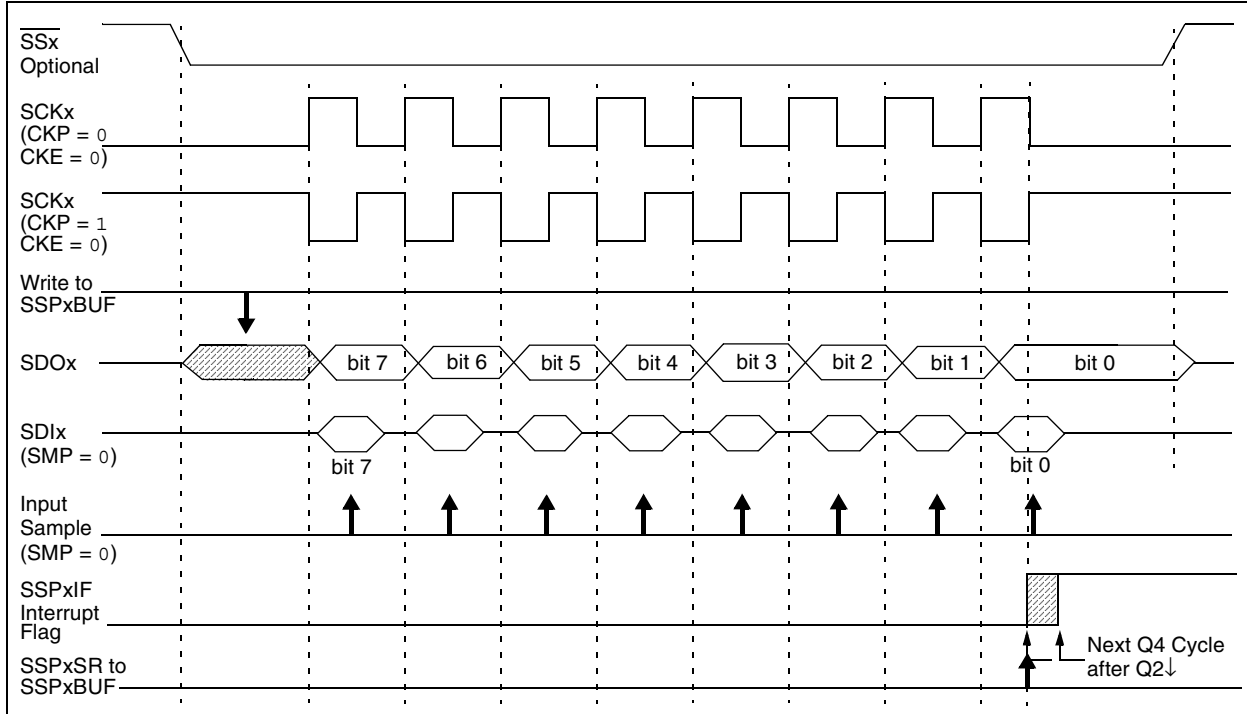 SSx
Optional
SCKx
(CKP = 0
CKE = 0)
SCKx
(CKP = 1
CKE = 0)
Write to
SSPxBUF
SDOx
bit 7
bit 6
bit 5
bit 4
bit 3
bit 2
bit 1
bit 0
SDIx
(SMP = 0)
bit 7
bit 0
Input
Sample
(SMP = 0)
SSPxIF
Interrupt
Flag
SSPxSR to
SSPxBUF
Next Q4 Cycle
after Q2↓